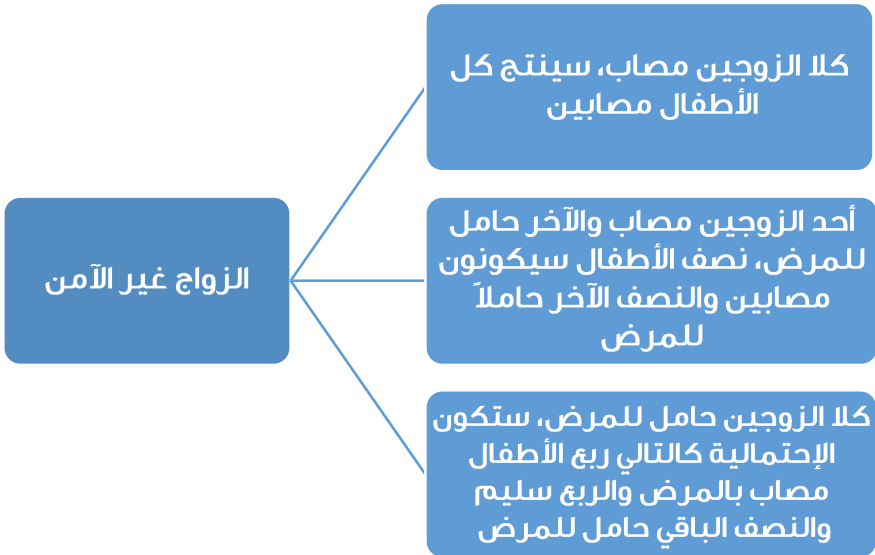 الزواج غير الآمن
كلا الزوجين مصاب، سينتج كل
الأطفال مصابين
أحد الزوجين مصاب والآخر حامل
للمرض، نصف الأطفال سيكونون
مصابين والنصف الآخر حاملاً
للمرض
كلا الزوجين حامل للمرض، ستكون
الإحتمالية كالتالي ربع الأطفال
مصاب بالمرض والربع سليم
والنصف الباقي حامل للمرض